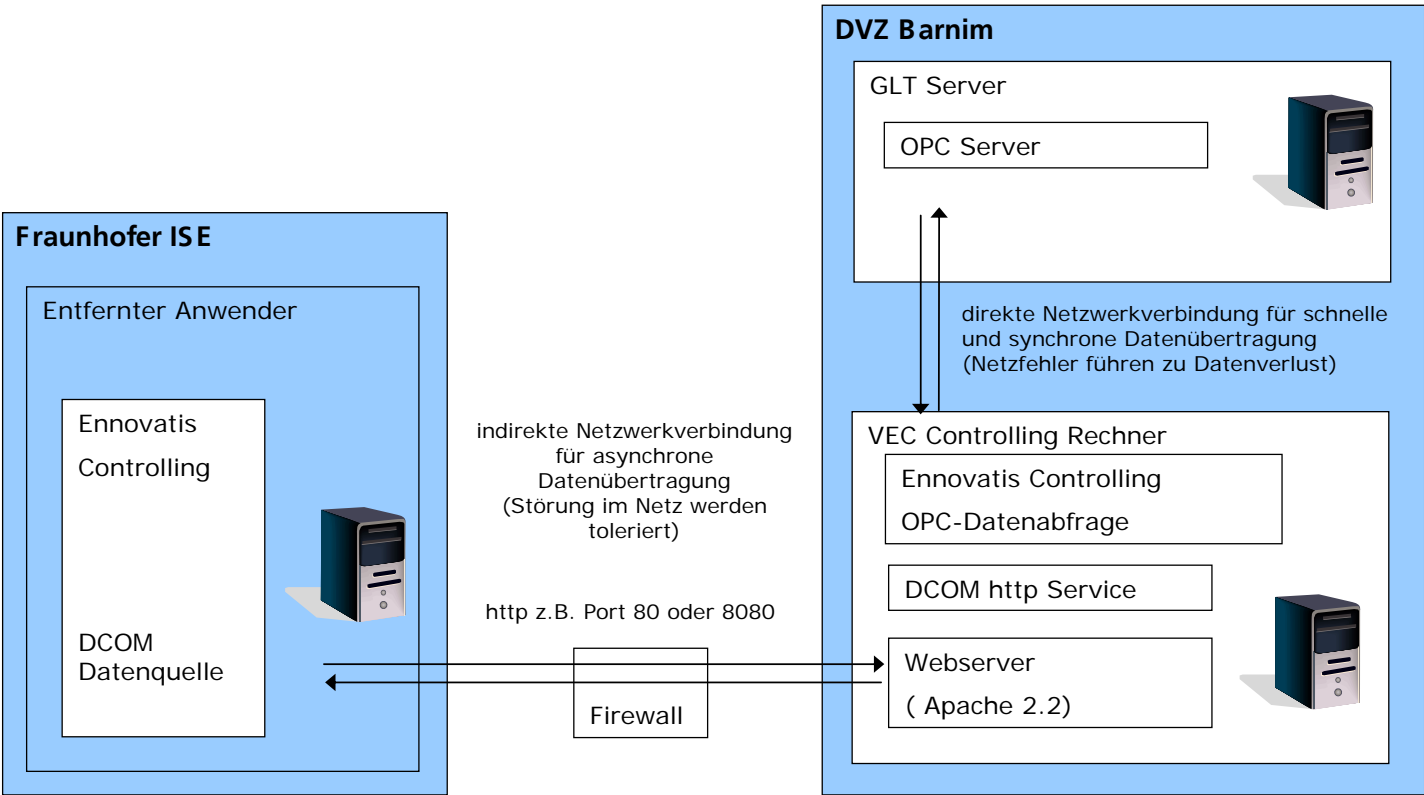 DVZ Barnim
GLT Server
OPC Server
Fraunhofer ISE
Entfernter Anwender
Ennovatis
Controlling
DCOM
Datenquelle
indirekte Netzwerkverbindung
für asynchrone
Datenübertragung
(Störung im Netz werden
toleriert)
http z.B. Port 80 oder 8080
Firewall
direkte Netzwerkverbindung für schnelle
und synchrone Datenübertragung
(Netzfehler führen zu Datenverlust)
VEC Controlling Rechner
Ennovatis Controlling
OPC-Datenabfrage
DCOM http Service
Webserver
( Apache 2.2)